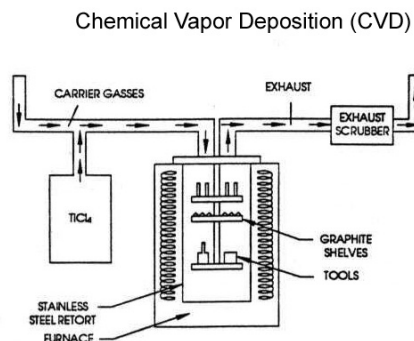 Chemical Vapor Deposition (CVD)
CARRIER GASSES
EXHAUST
EXHAUST
SCRUBBER
TiCl4
GRAPHITE
SHELVES
TOOLS
STAINLESS
STEEL RETORT
FURNACE